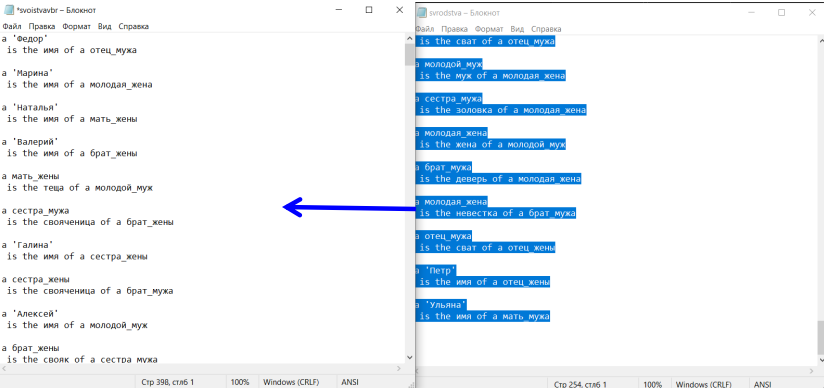 *svoistvavbr – Блокнот
Файл Правка Формат Вид Справка
a 'Федор'
is the имя of a отец_мужа
a 'Марина'
is the имя of a молодая_жена
a 'Наталья'
is the имя of a мать_жены
a 'Валерий'
is the имя of a брат_жены
a мать_жены
is the теща of a молодой_муж
a сестра_мужа
is the свояченица of a брат_жены
a 'Галина'
is the имя of a сестра_жены
a сестра_жены
is the свояченица of a брат_мужа
a 'Алексей'
is the имя of a молодой_муж
a брат_жены
is the свояк of a сестра мужа
Стр 398, стлб 1 100% Windows (CRLF) ANSI
svrodstva – Блокнот
Файл Правка Формат Вид Справка
is the сват of a отец_мужа
a молодой_муж
is the муж of a молодая_жена
a сестра_мужа
is the золовка of a молодая_жена
a молодая_жена
is the жена of a молодой_муж
a брат_мужа
is the деверь of a молодая_жена
a молодая_жена
is the невестка of a брат_мужа
a отец_мужа
is the сват of a отец_жены
a 'Петр'
is the имя of a отец_жены
a 'Ульяна'
is the имя of a мать_мужа
Стр 254, стлб 1 100% Windows (CRLF) ANSI